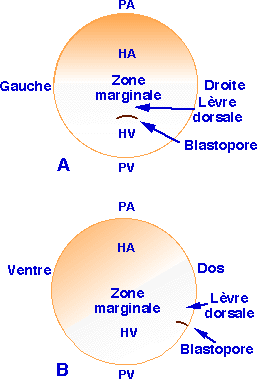 PA
HA
Gauche
Zone
marginale
Droite
Lèvre
dorsale
HV
Blastopore
A
PV
PA
HA
Ventre
Dos
Zone
marginale
Lèvre
dorsale
HV
Blastopore
B
PV